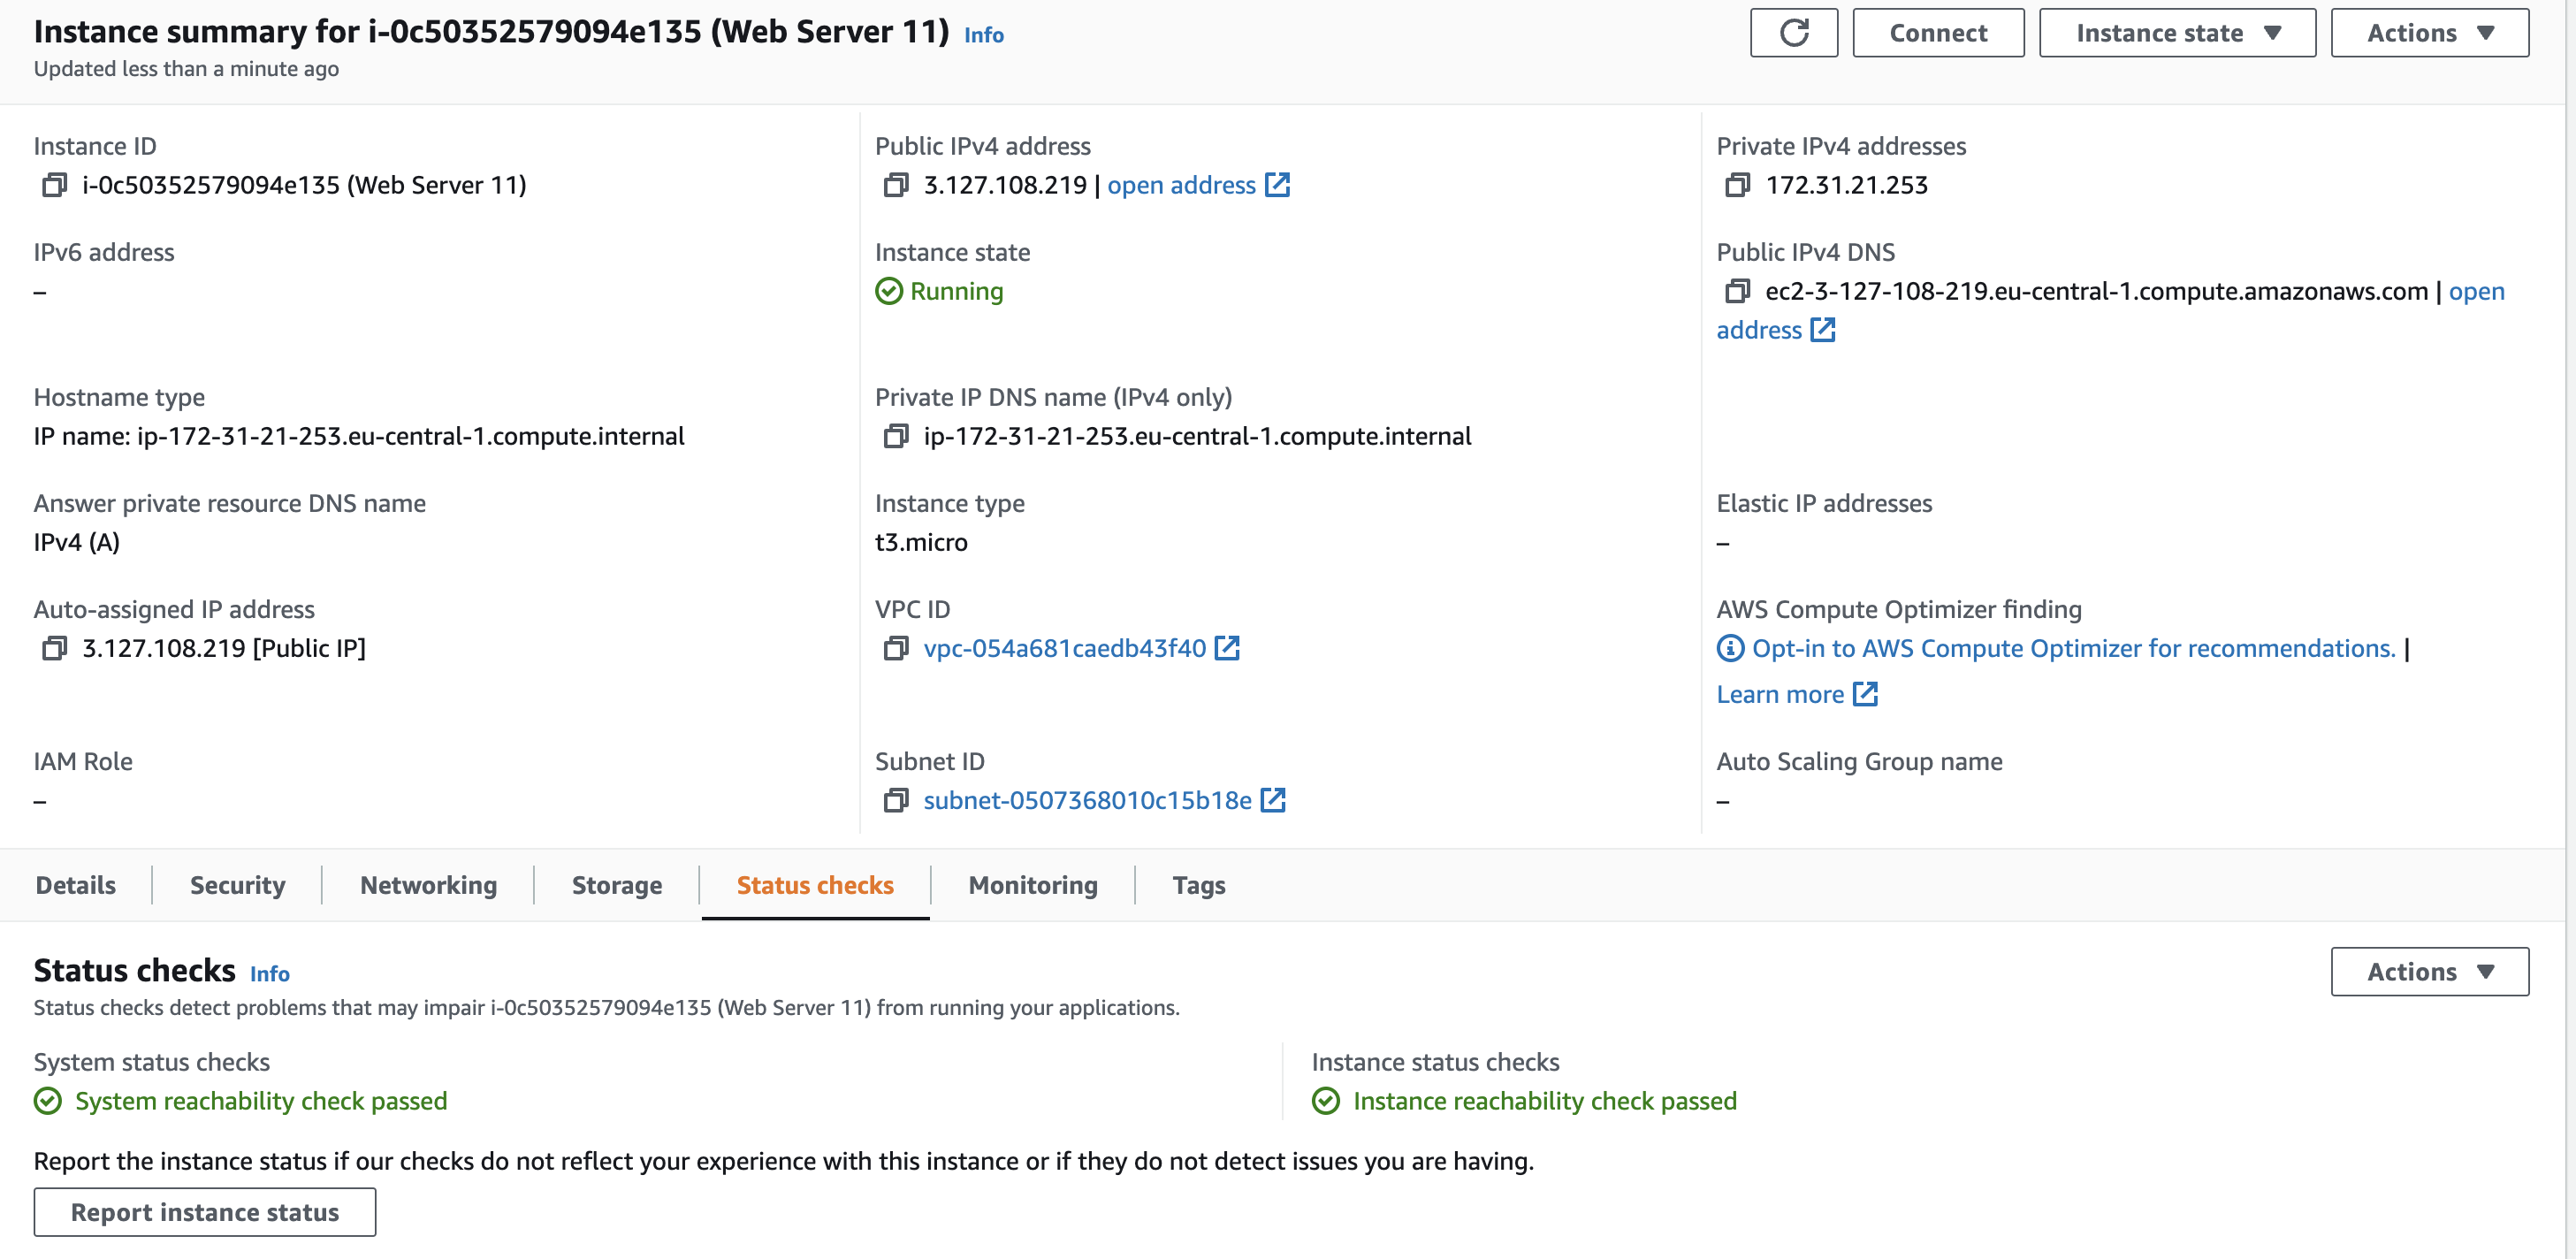 Instance summary for i-0c50352579094e135 (Web Server 11) Info
Updated less than a minute ago
Connect
Instance state
Actions
Instance ID
i-0c50352579094e135 (Web Server 11)
Public IPv4 address
3.127.108.219 | open address
Private IPv4 addresses
172.31.21.253
IPv6 address
–
Instance state
Running
Public IPv4 DNS
ec2-3-127-108-219.eu-central-1.compute.amazonaws.com | open
address
Hostname type
IP name: ip-172-31-21-253.eu-central-1.compute.internal
Private IP DNS name (IPv4 only)
ip-172-31-21-253.eu-central-1.compute.internal
Answer private resource DNS name
IPv4 (A)
Instance type
t3.micro
Elastic IP addresses
–
Auto-assigned IP address
3.127.108.219 [Public IP]
VPC ID
vpc-054a681caedb43f40
AWS Compute Optimizer finding
Opt-in to AWS Compute Optimizer for recommendations. |
Learn more
IAM Role
–
Subnet ID
subnet-0507368010c15b18e
Auto Scaling Group name
–
Details
Security
Networking
Storage
Status checks
Monitoring
Tags
Status checks Info
Actions
Status checks detect problems that may impair i-0c50352579094e135 (Web Server 11) from running your applications.
System status checks
System reachability check passed
Instance status checks
Instance reachability check passed
Report the instance status if our checks do not reflect your experience with this instance or if they do not detect issues you are having.
Report instance status